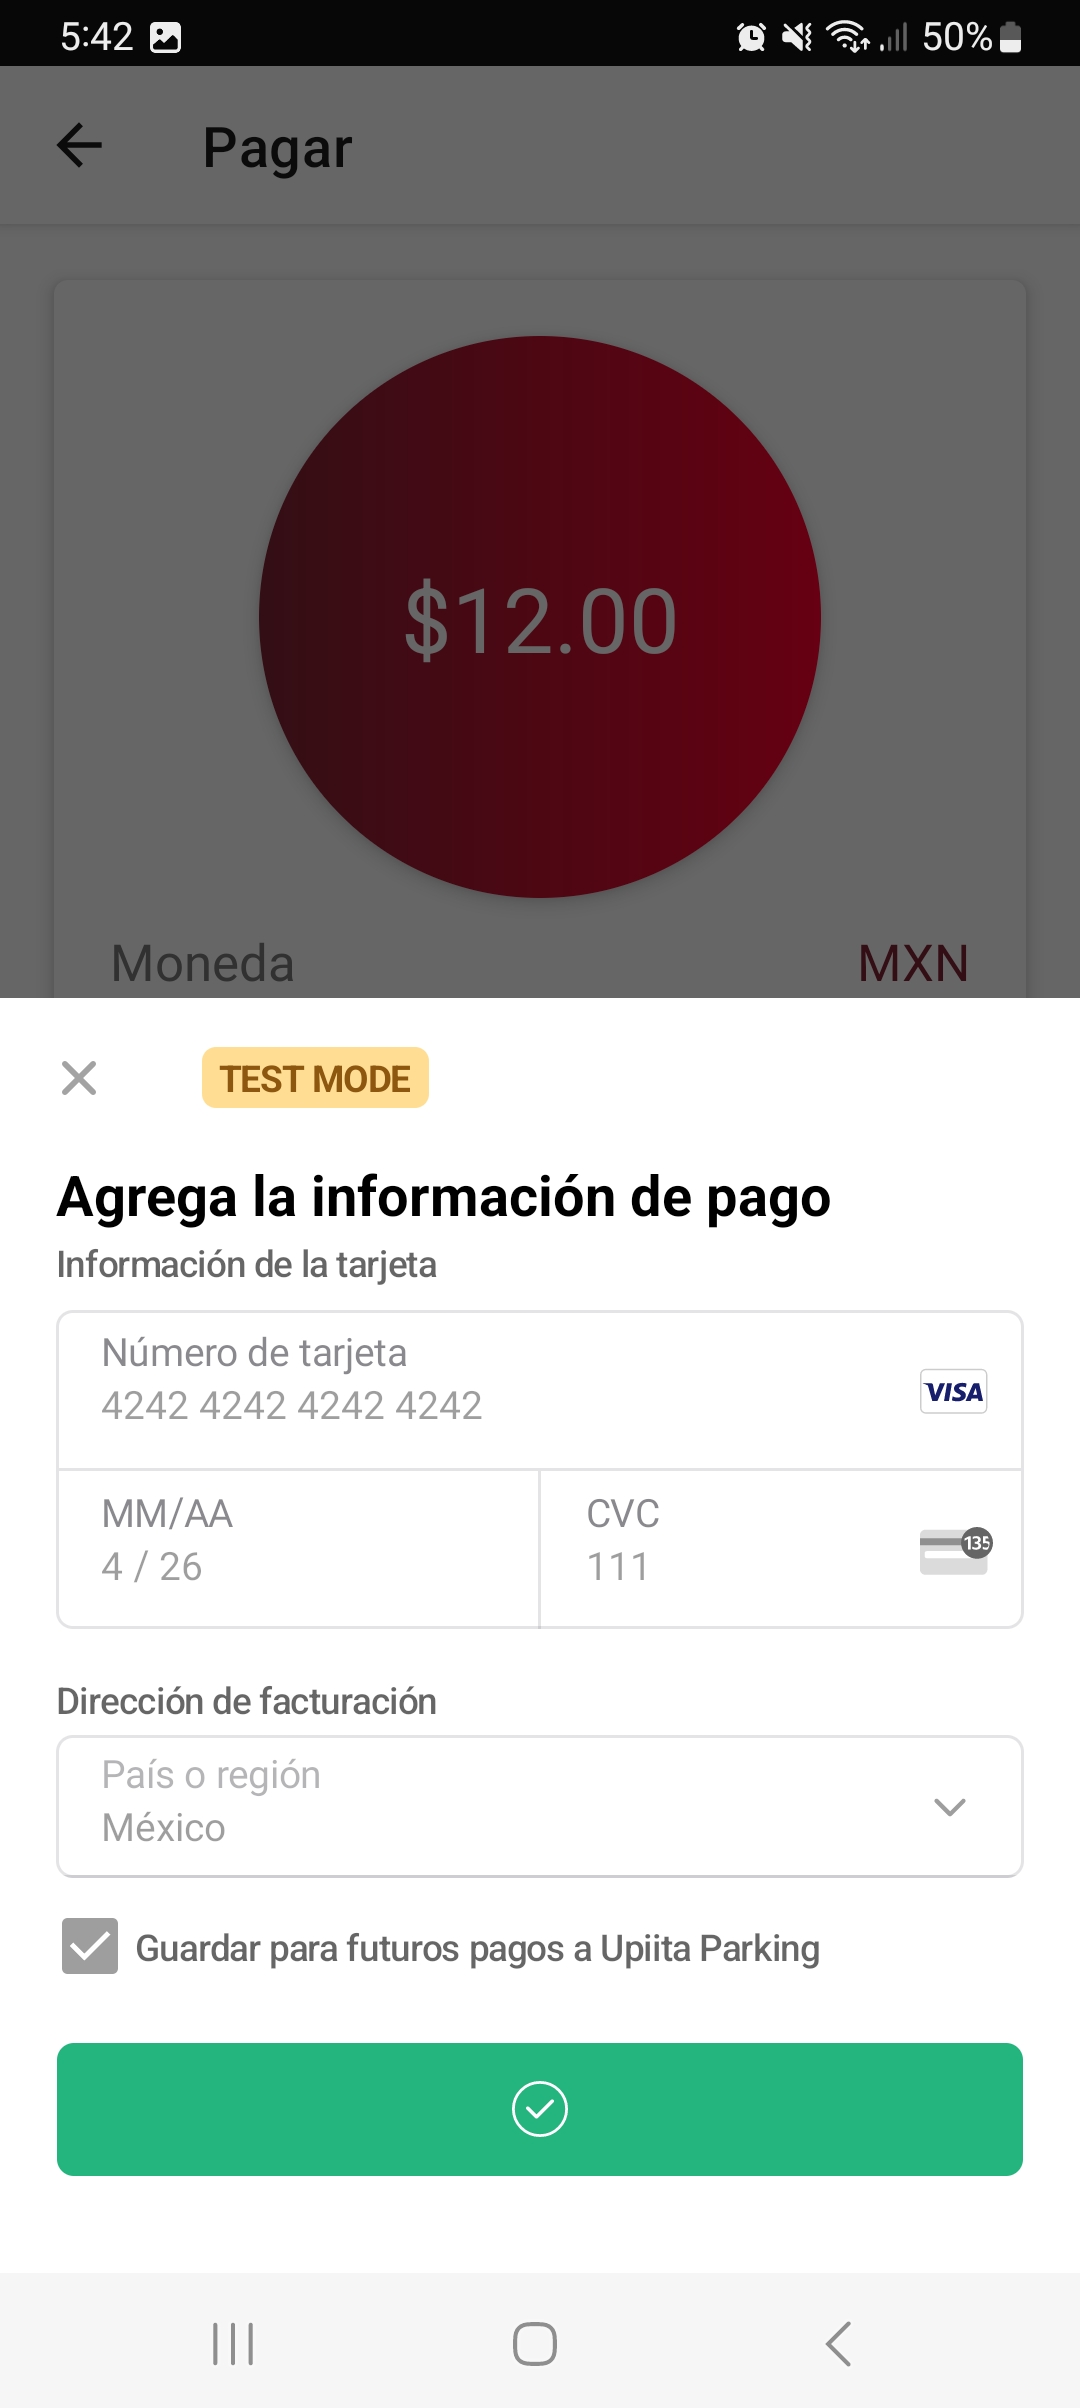 5:42
50%
Pagar
$12.00
Moneda MXN
TEST MODE
Agrega la información de pago
Información de la tarjeta
Número de tarjeta
4242 4242 4242 4242
VISA
MM/AA
4 / 26
CVC
111
135
Dirección de facturación
País o región
México
Guardar para futuros pagos a Upiita Parking